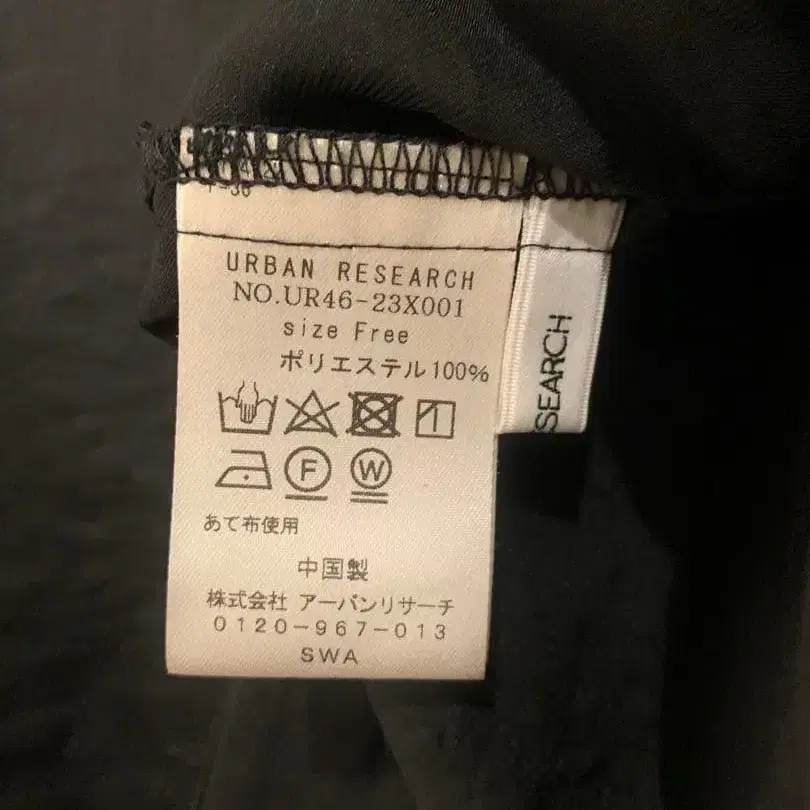 URBAN RESEARCH
NO.UR46-23X001
size Free
ポリエステル100%
F W
あて布使用
中国製
株式会社 アーバンリサーチ
0120-967-013
SWA
SEARCH